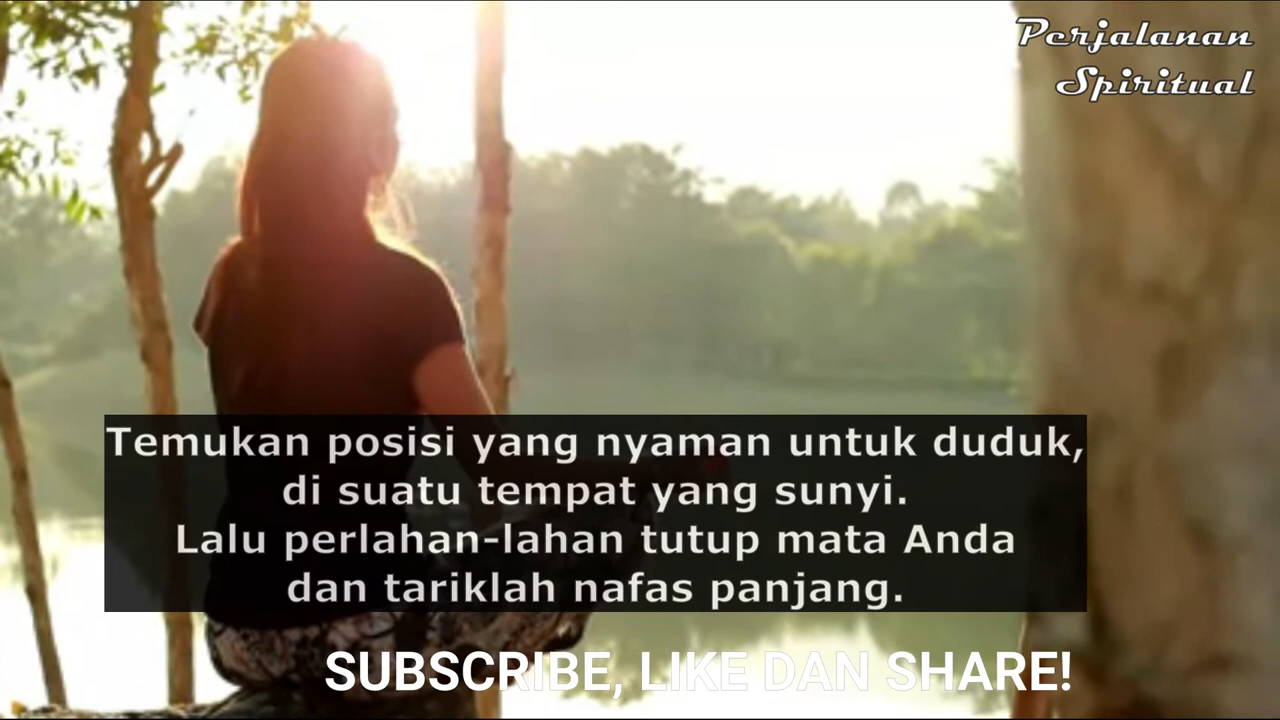 Perjalanan
Spiritual
Temukan posisi yang nyaman untuk duduk,
di suatu tempat yang sunyi.
Lalu perlahan-lahan tutup mata Anda
dan tariklah nafas panjang.
SUBSCRIBE, LIKE DAN SHARE!